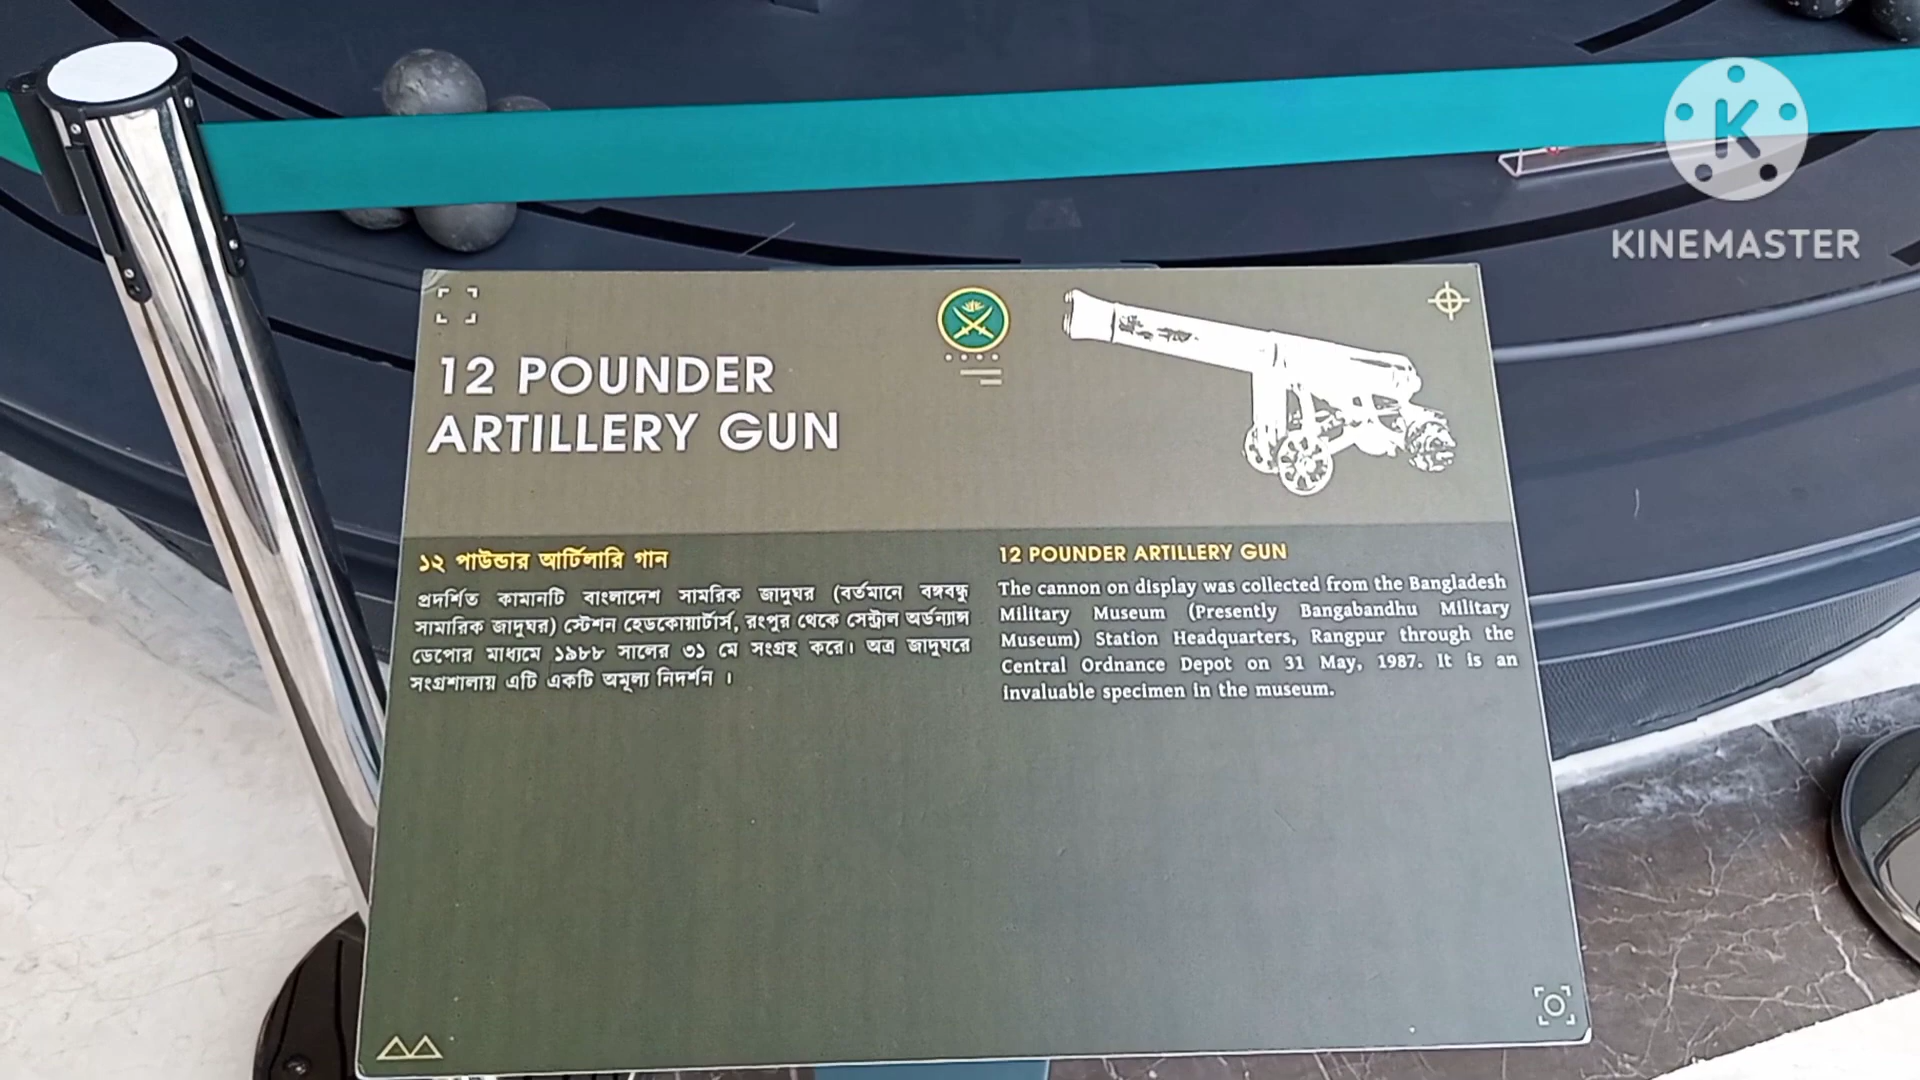 KINEMASTER
12 POUNDER
ARTILLERY GUN
১২ পাউন্ডার আর্টিলারি গান
প্রদর্শিত কামানটি বাংলাদেশ সামরিক জাদুঘর (বর্তমানে বঙ্গবন্ধু
সামারিক জাদুঘর) স্টেশন হেডকোয়ার্টার্স, রংপুর থেকে সেন্ট্রাল অর্ডন্যান্স
ডেপোর মাধ্যমে ১৯৮৮ সালের ৩১ মে সংগ্রহ করে। অত্র জাদুঘরে
সংগ্রশালায় এটি একটি অমূল্য নিদর্শন ।
12 POUNDER ARTILLERY GUN
The cannon on display was collected from the Bangladesh
Military Museum (Presently Bangabandhu Military
Museum) Station Headquarters, Rangpur through the
Central Ordnance Depot on 31 May, 1987. It is an
invaluable specimen in the museum.